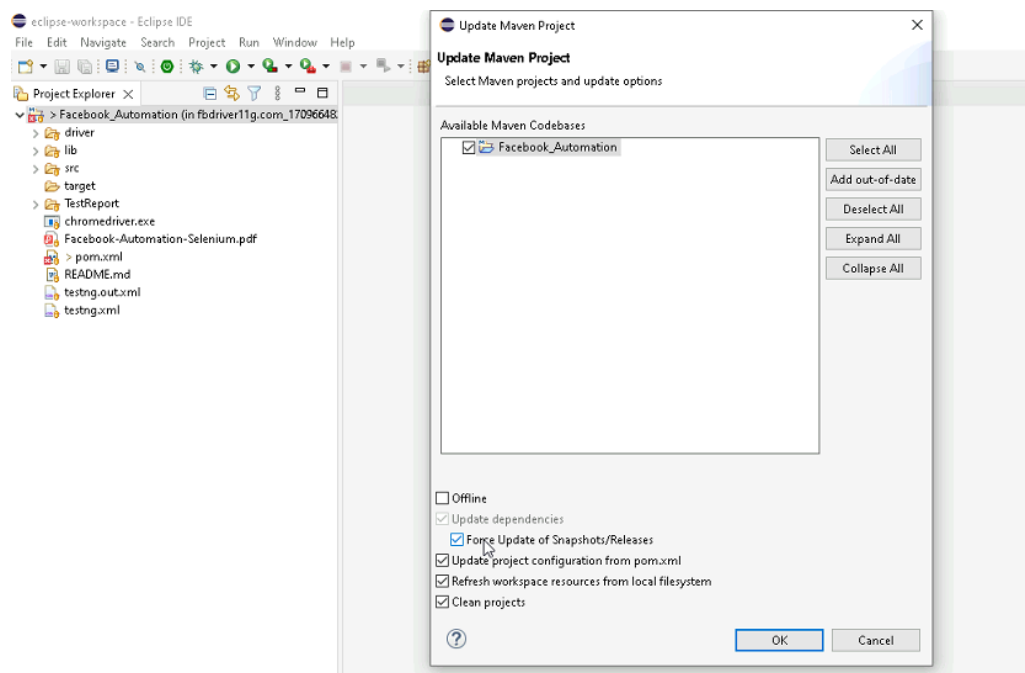 eclipse-workspace - Eclipse IDE
File Edit Navigate Search Project Run Window Help
Project Explorer
> Facebook_Automation (in fbdriver11g.com_17096648
driver
lib
src
target
TestReport
chromedriver.exe
Facebook-Automation-Selenium.pdf
> pom.xml
README.md
testng.out.xml
testng.xml
Update Maven Project
Update Maven Project
Select Maven projects and update options
Available Maven Codebases
Facebook_Automation
Select All
Add out-of-date
Deselect All
Expand All
Collapse All
Offline
Update dependencies
Force Update of Snapshots/Releases
Update project configuration from pom.xml
Refresh workspace resources from local filesystem
Clean projects
OK Cancel